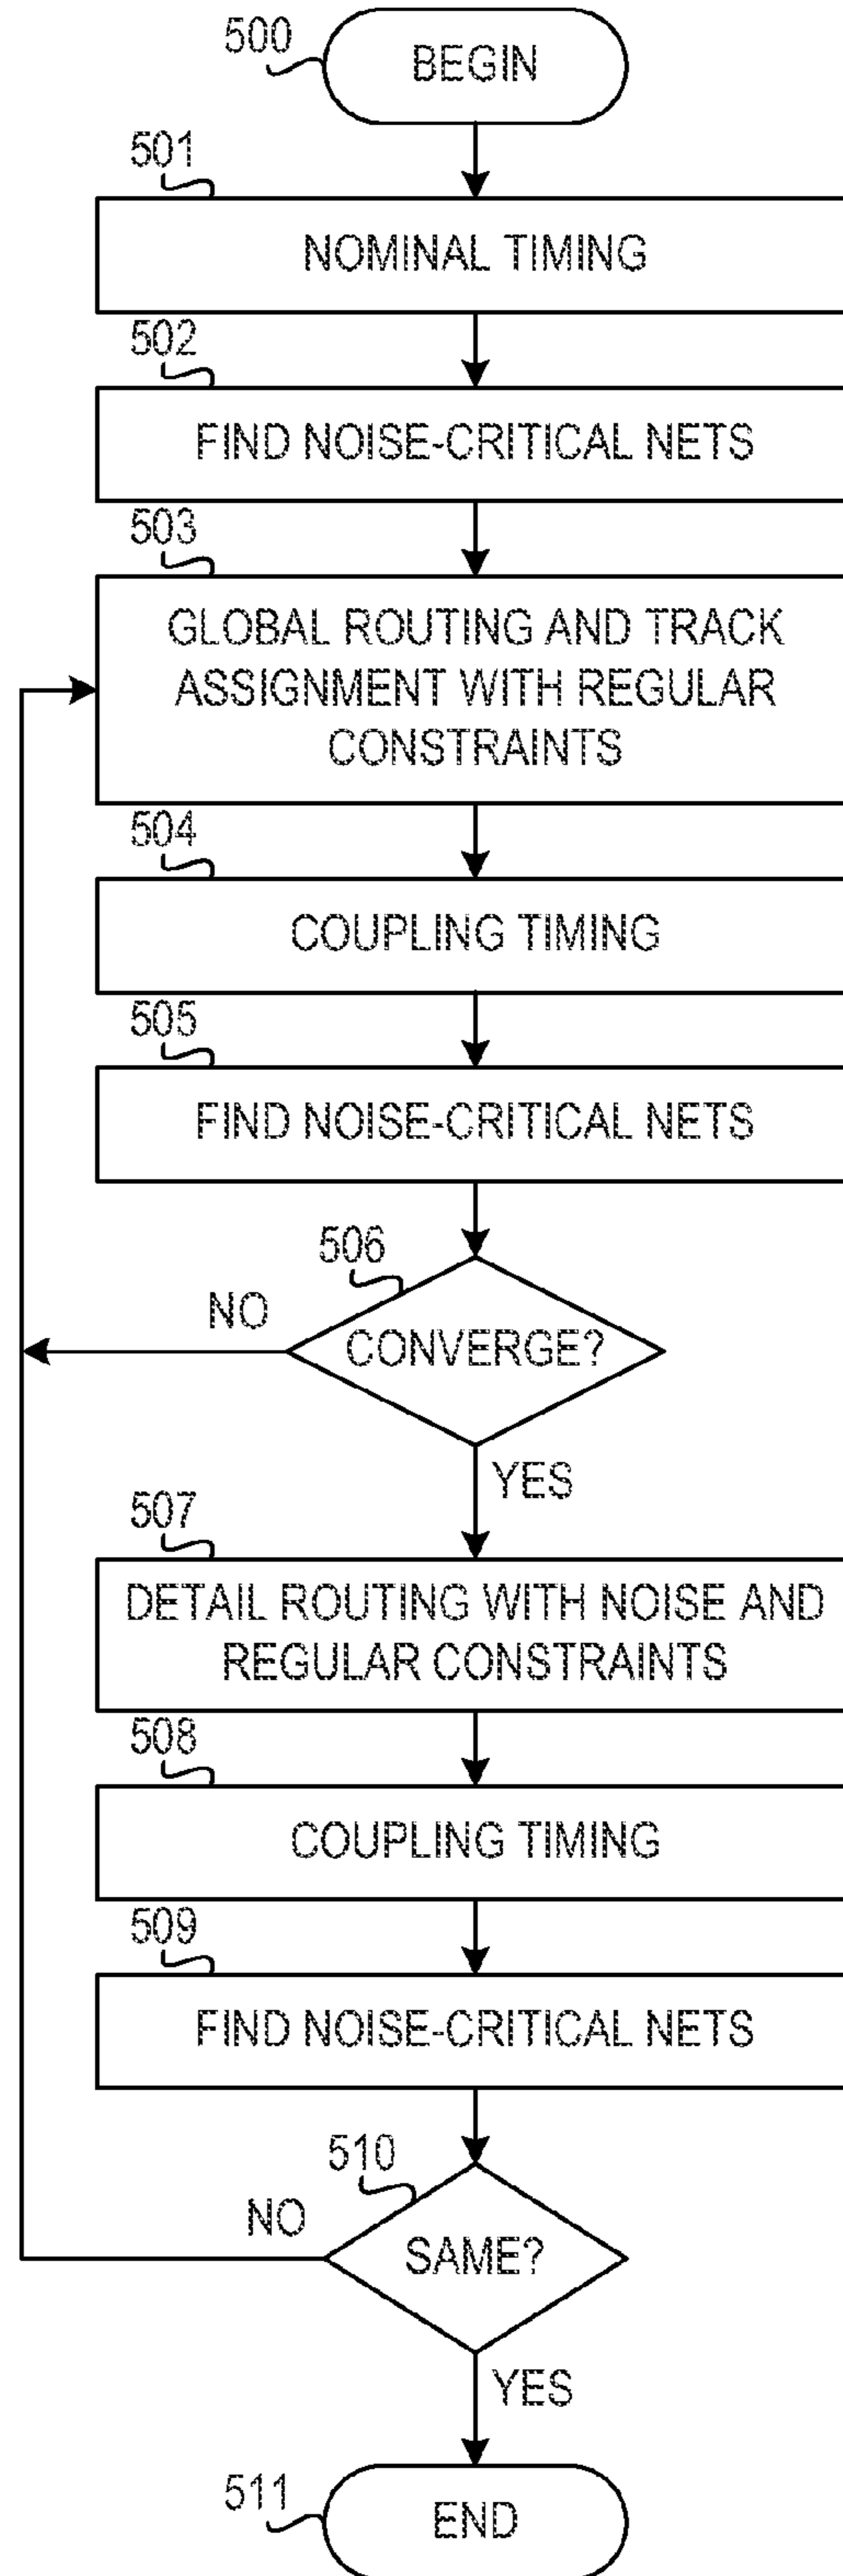 500
BEGIN
501
NOMINAL TIMING
502
FIND NOISE-CRITICAL NETS
503
GLOBAL ROUTING AND TRACK
ASSIGNMENT WITH REGULAR
CONSTRAINTS
504
COUPLING TIMING
505
FIND NOISE-CRITICAL NETS
506
NO
CONVERGE?
YES
507
DETAIL ROUTING WITH NOISE AND
REGULAR CONSTRAINTS
508
COUPLING TIMING
509
FIND NOISE-CRITICAL NETS
510
NO
SAME?
YES
511
END